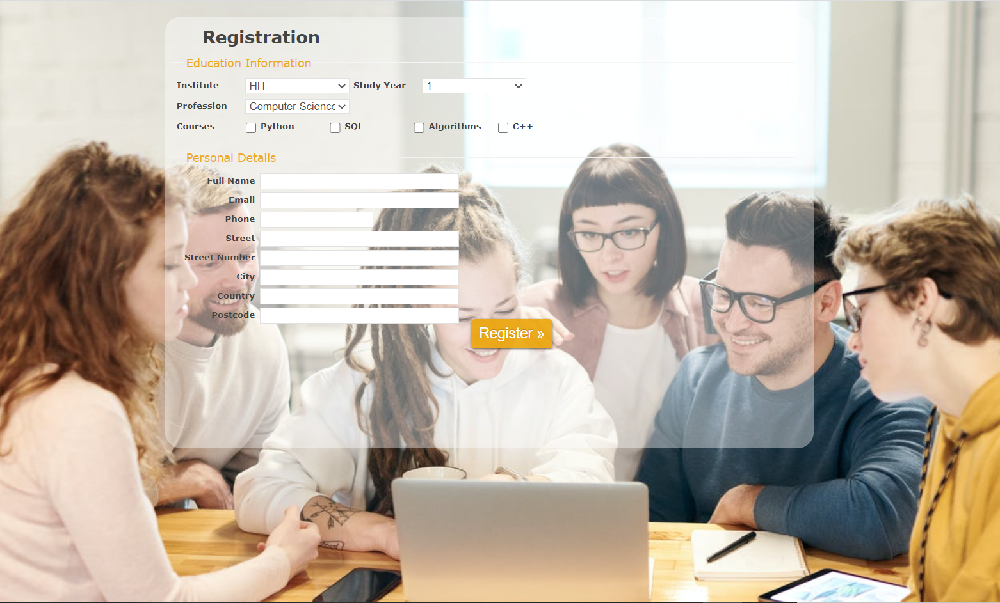 Registration
Education Information
Institute HIT Study Year 1
Profession Computer Science
Courses Python SQL Algorithms C++
Personal Details
Full Name
Email
Phone
Street
Street Number
City
Country
Postcode
Register »